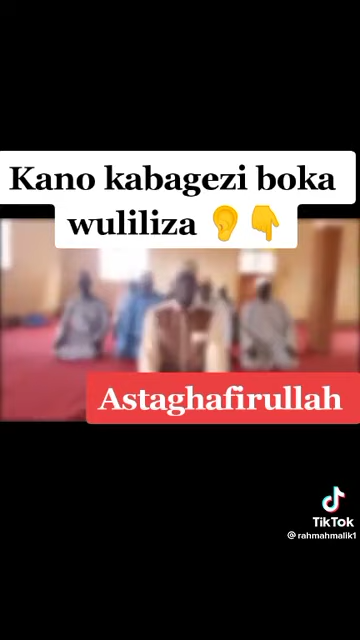 Kano kabagezi boka
wuliliza 👂👇
Astaghafirullah
TikTok
@rahmahmalik1